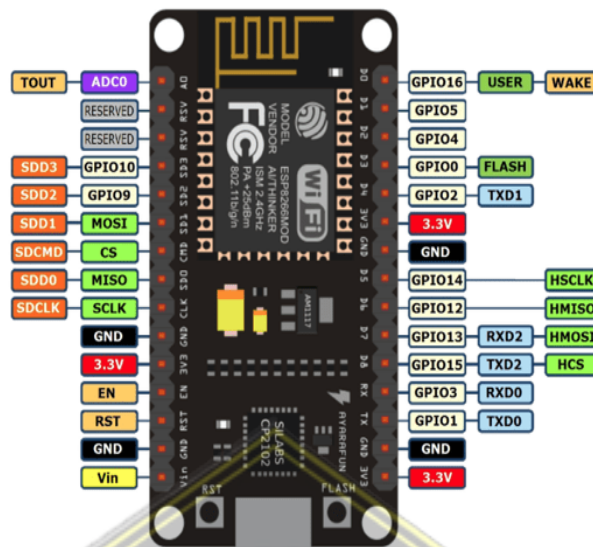 TOUT ADC0 A0 D0 GPIO16 USER WAKE
RESERVED RSV D1 GPIO5
RESERVED RSV D2 GPIO4
SDD3 GPIO10 SD3 D3 GPIO0 FLASH
SDD2 GPIO9 SD2 D4 GPIO2 TXD1
SDD1 MOSI SD1 3V3 3.3V
SDCMD CS CMD GND GND
SDD0 MISO SD0 D5 GPIO14 HSCLK
SDCLK SCLK CLK D6 GPIO12 HMISO
GND GND D7 GPIO13 RXD2 HMOSI
3.3V 3V3 D8 GPIO15 TXD2 HCS
EN EN RX GPIO3 RXD0
RST RST TX GPIO1 TXD0
GND GND GND GND
Vin Vin 3V3 3.3V
MODEL ESP8266MOD
VENDOR AI/THINKER
ISM 2.4GHz
PA +25dBm
802.11b/g/n
FC
WiFi
AM1117
SILABS
CP2102
AYARAFUN
RST
FLASH